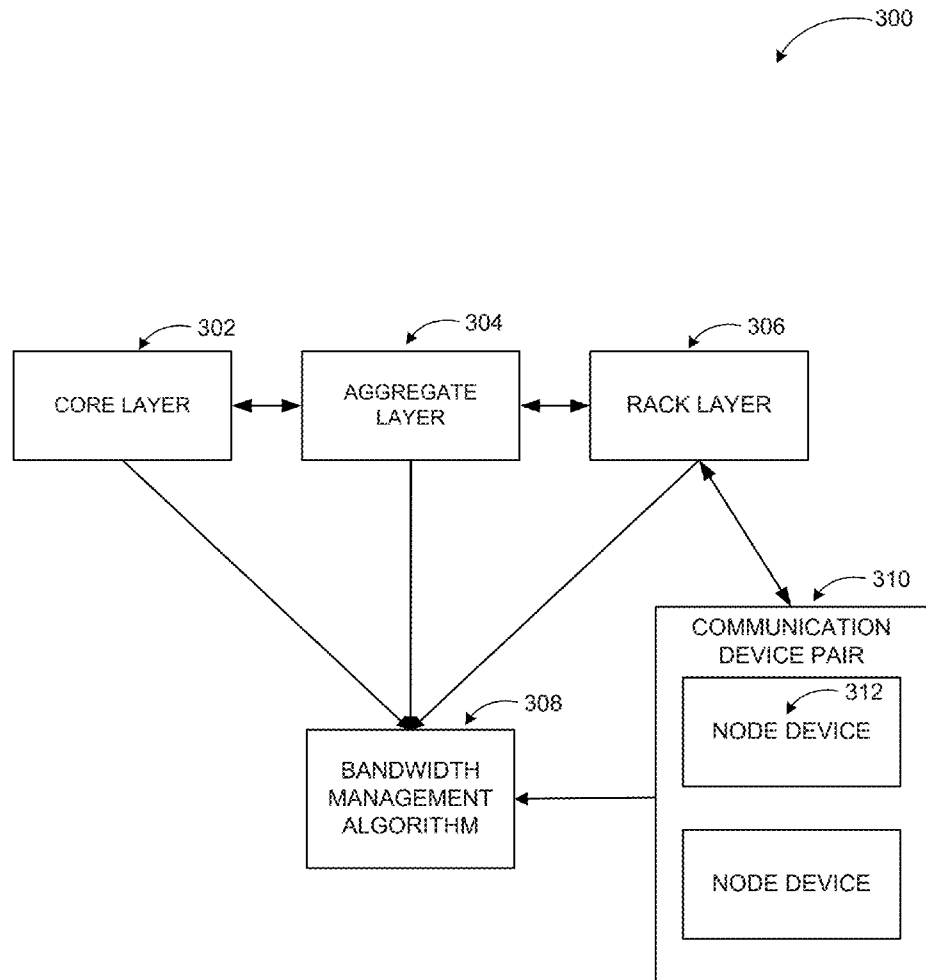 300
302
304
306
CORE LAYER
AGGREGATE
LAYER
RACK LAYER
310
COMMUNICATION
DEVICE PAIR
312
NODE DEVICE
308
BANDWIDTH
MANAGEMENT
ALGORITHM
NODE DEVICE